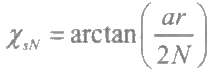 χ_{sN} = arctan(ar/2N)